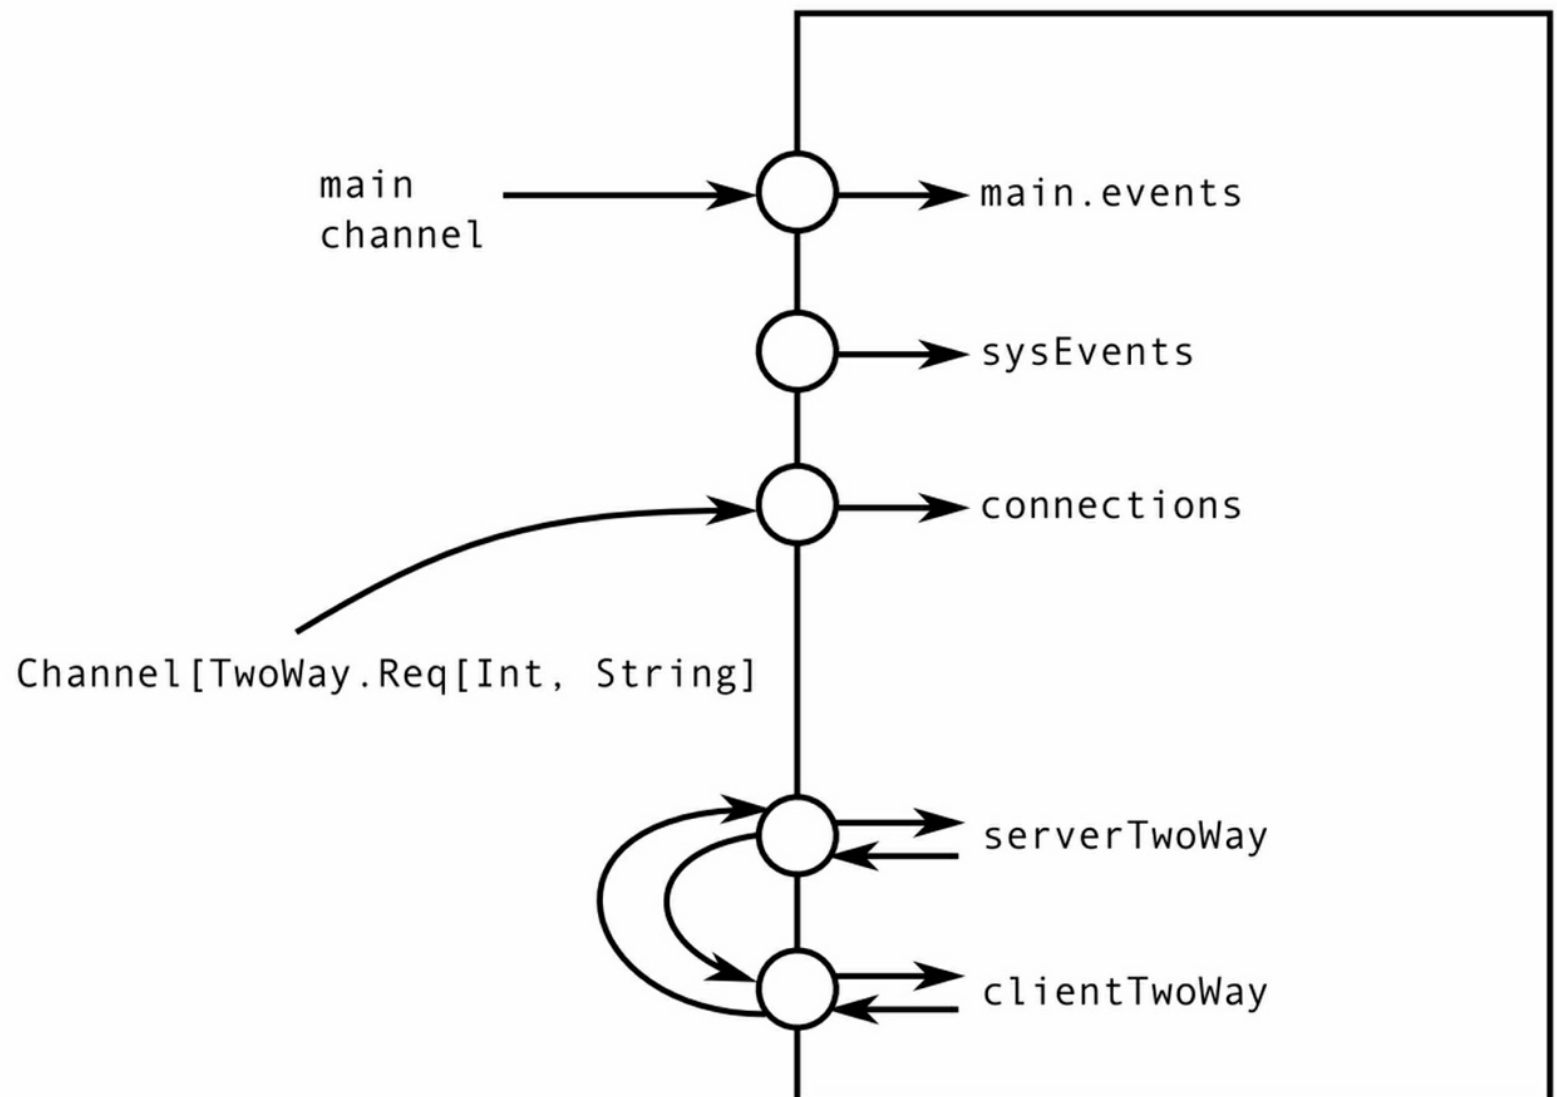 main
channel
main.events
sysEvents
connections
Channel[TwoWay.Req[Int, String]
serverTwoWay
clientTwoWay